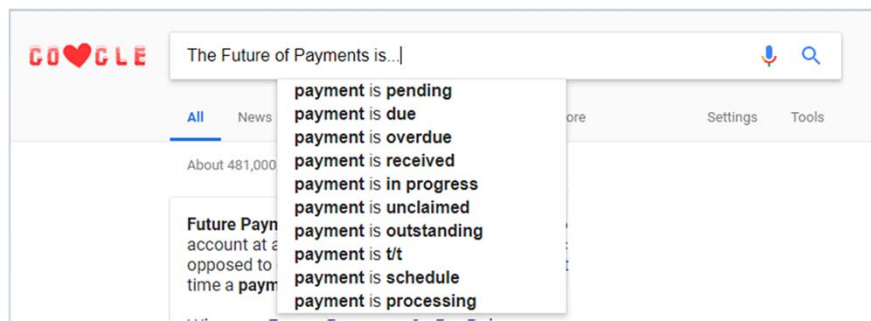 GO❤GLE
The Future of Payments is...
payment is pending
payment is due
payment is overdue
payment is received
payment is in progress
payment is unclaimed
payment is outstanding
payment is t/t
payment is schedule
payment is processing
All News ore Settings Tools
About 481,000
Future Payn
account at a
opposed to
time a paym